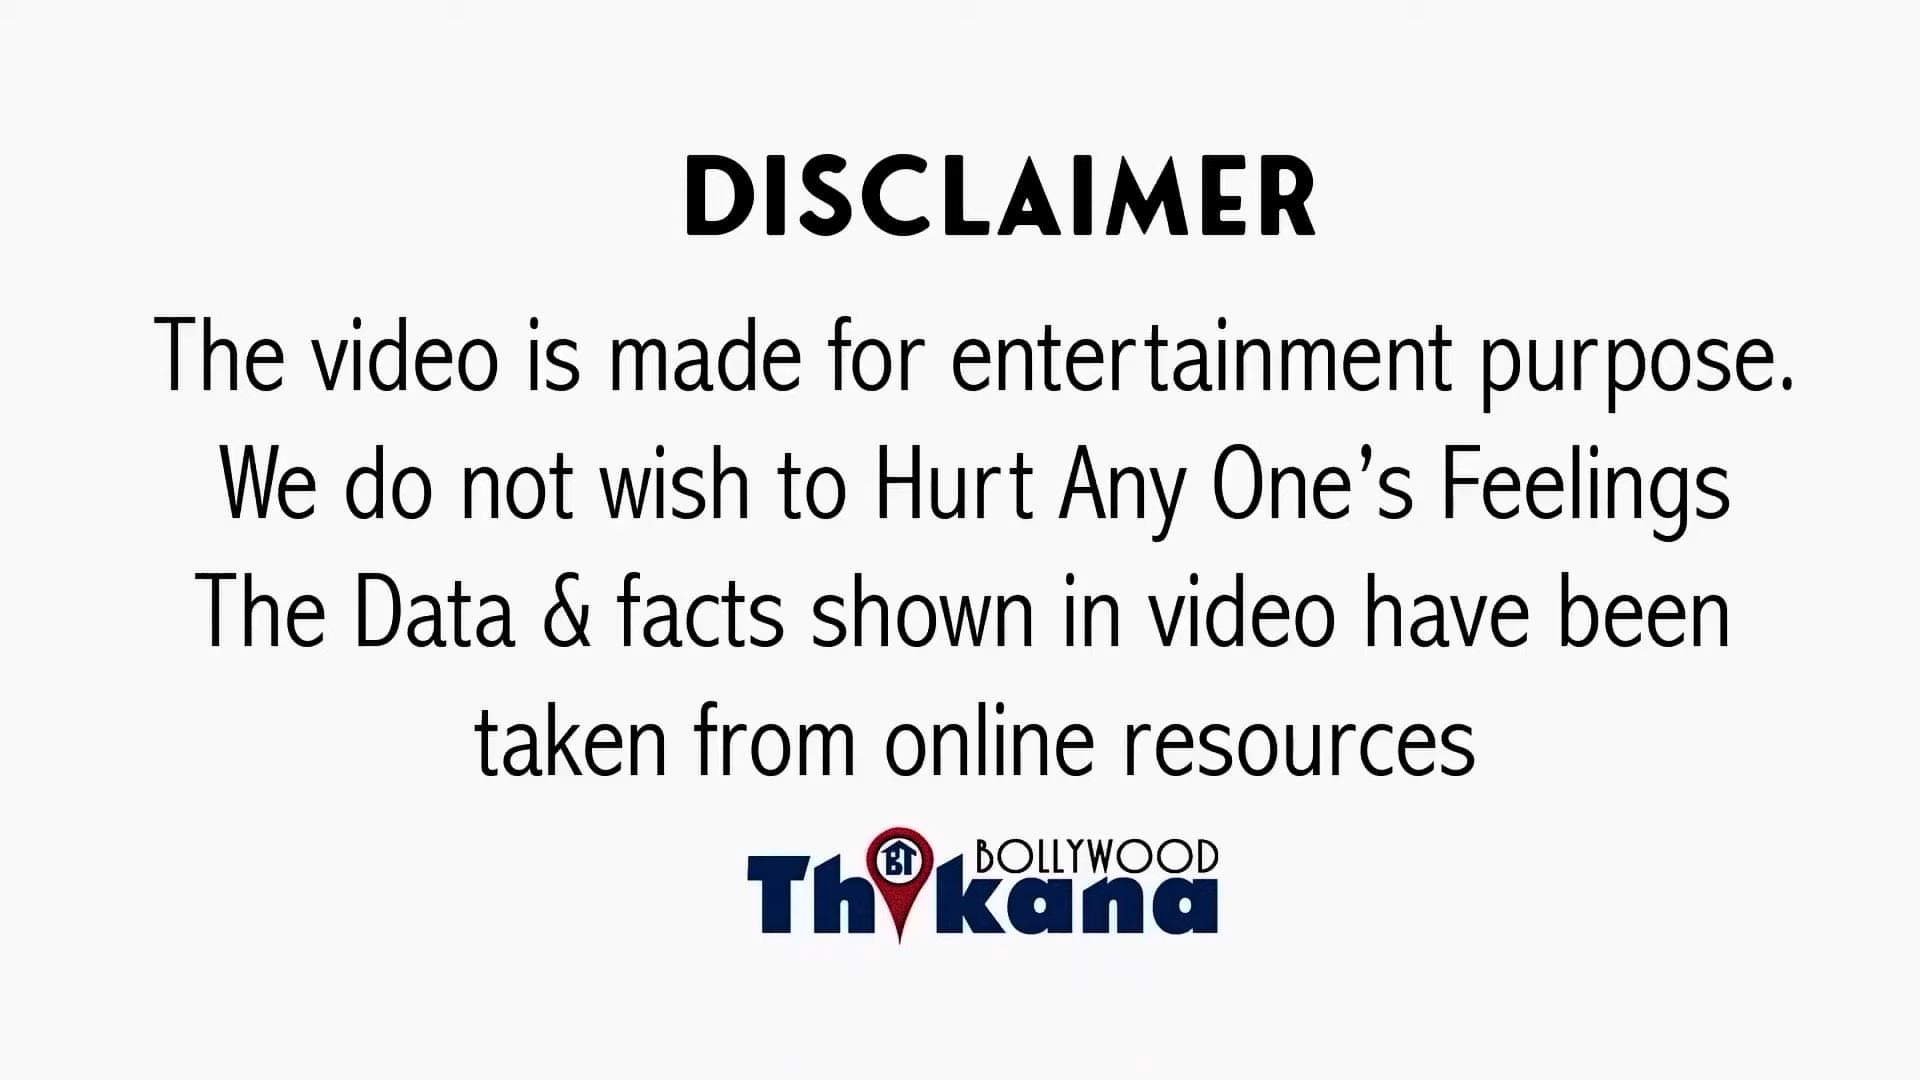 DISCLAIMER
The video is made for entertainment purpose.
We do not wish to Hurt Any One’s Feelings
The Data & facts shown in video have been
taken from online resources
BOLLYWOOD
Thikana
BT